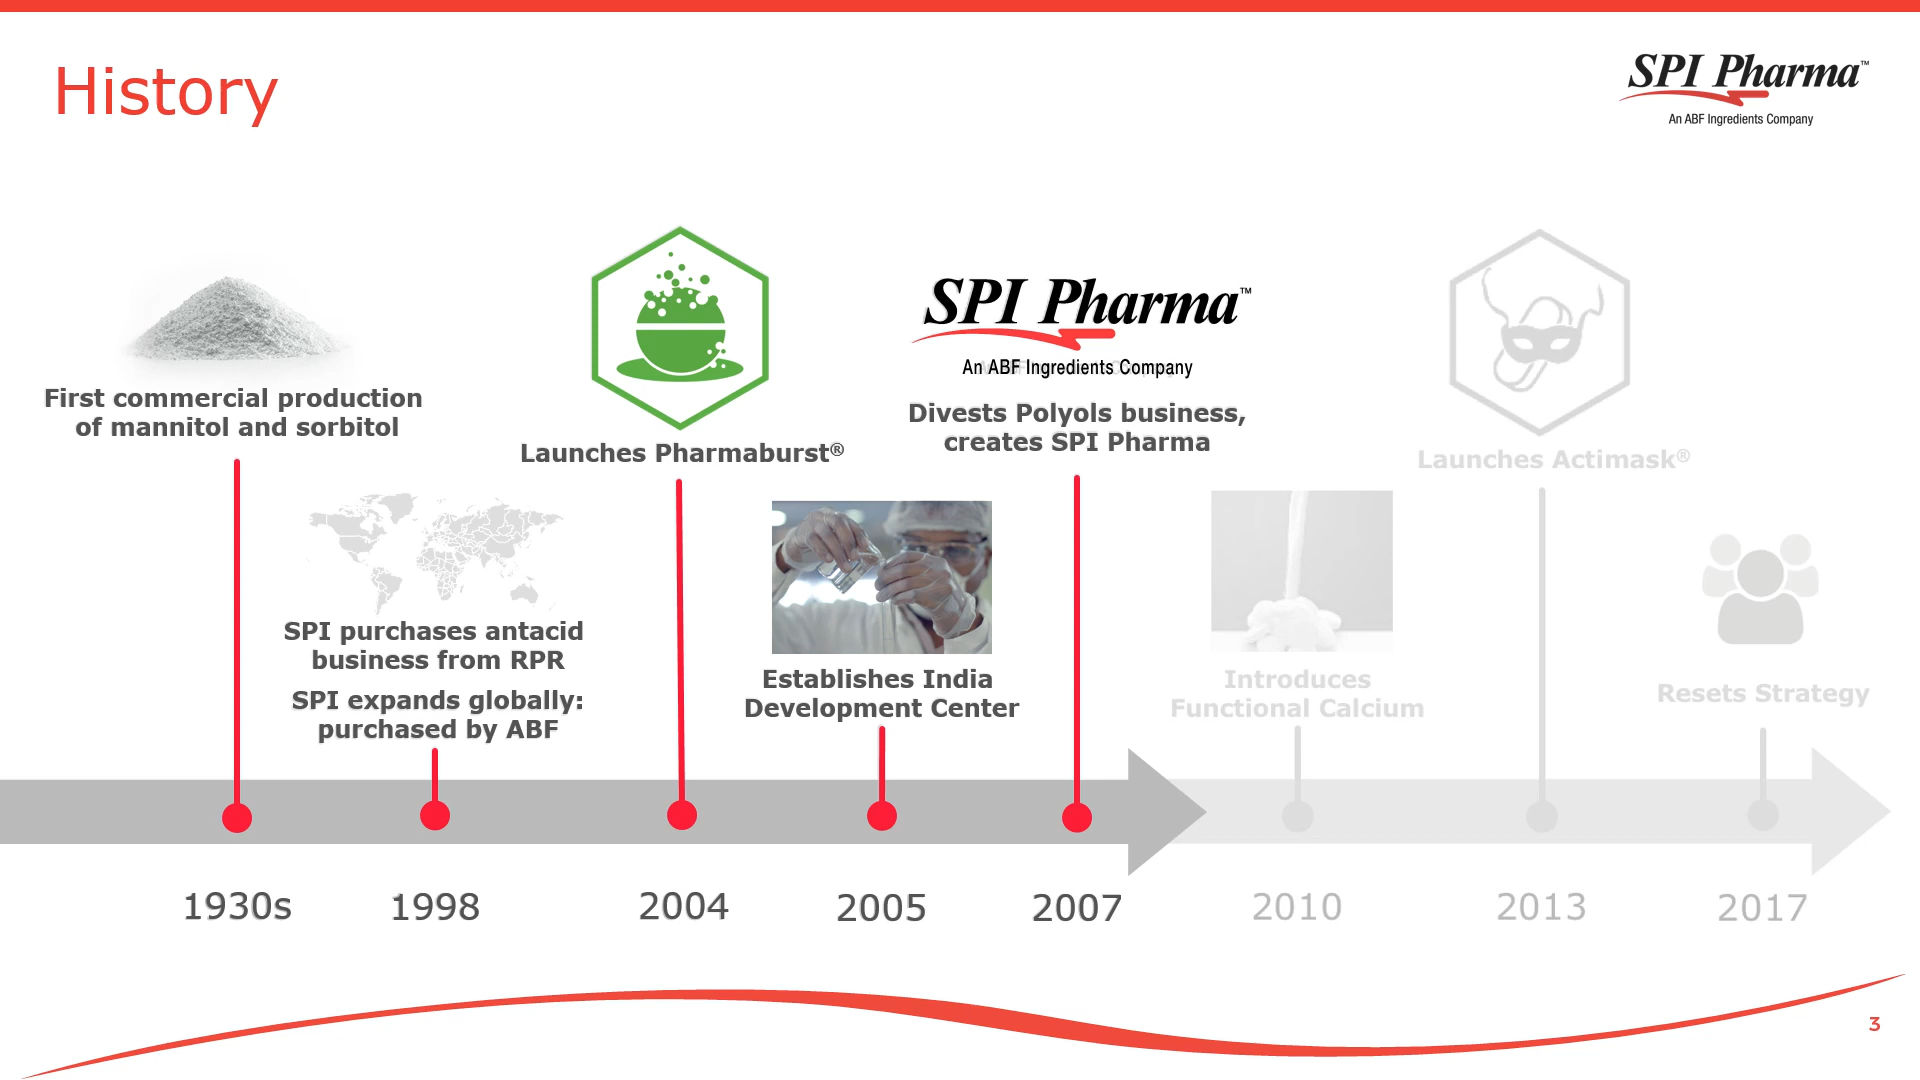 History
SPI Pharma™
An ABF Ingredients Company
First commercial production
of mannitol and sorbitol
SPI purchases antacid
business from RPR
SPI expands globally:
purchased by ABF
Launches Pharmaburst®
Establishes India
Development Center
SPI Pharma™
An ABF Ingredients Company
Divests Polyols business,
creates SPI Pharma
Introduces
Functional Calcium
Launches Actimask®
Resets Strategy
1930s
1998
2004
2005
2007
2010
2013
2017
3